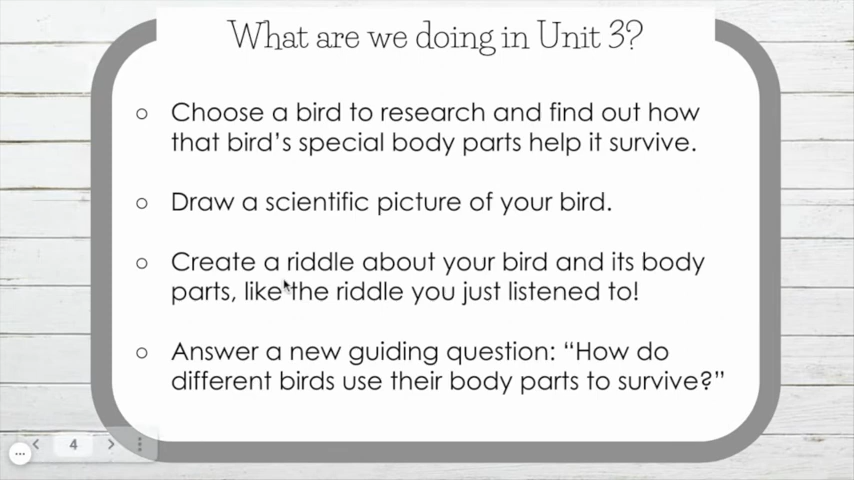 What are we doing in Unit 3?
○ Choose a bird to research and find out how
that bird’s special body parts help it survive.
○ Draw a scientific picture of your bird.
○ Create a riddle about your bird and its body
parts, like the riddle you just listened to!
○ Answer a new guiding question: “How do
different birds use their body parts to survive?”
4